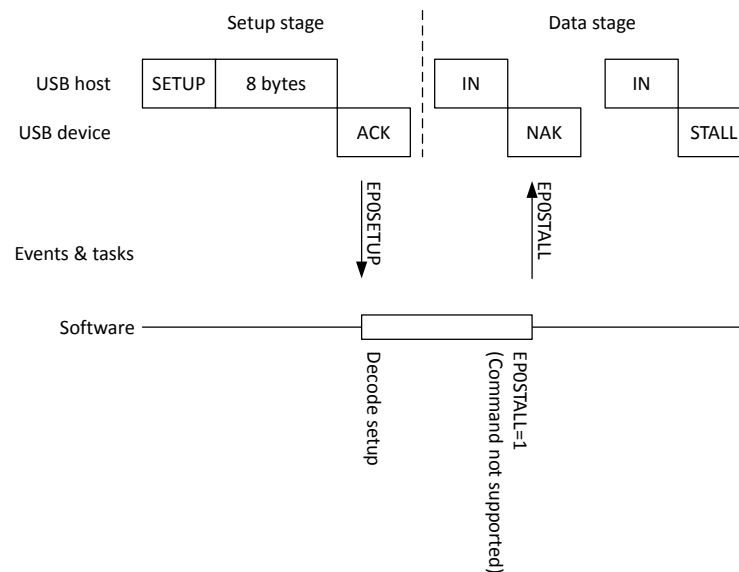 Setup stage
Data stage
USB host
SETUP
8 bytes
IN
IN
USB device
ACK
NAK
STALL
EP0SETUP
EP0STALL
Events & tasks
Software
Decode setup
EP0STALL=1
(Command not supported)